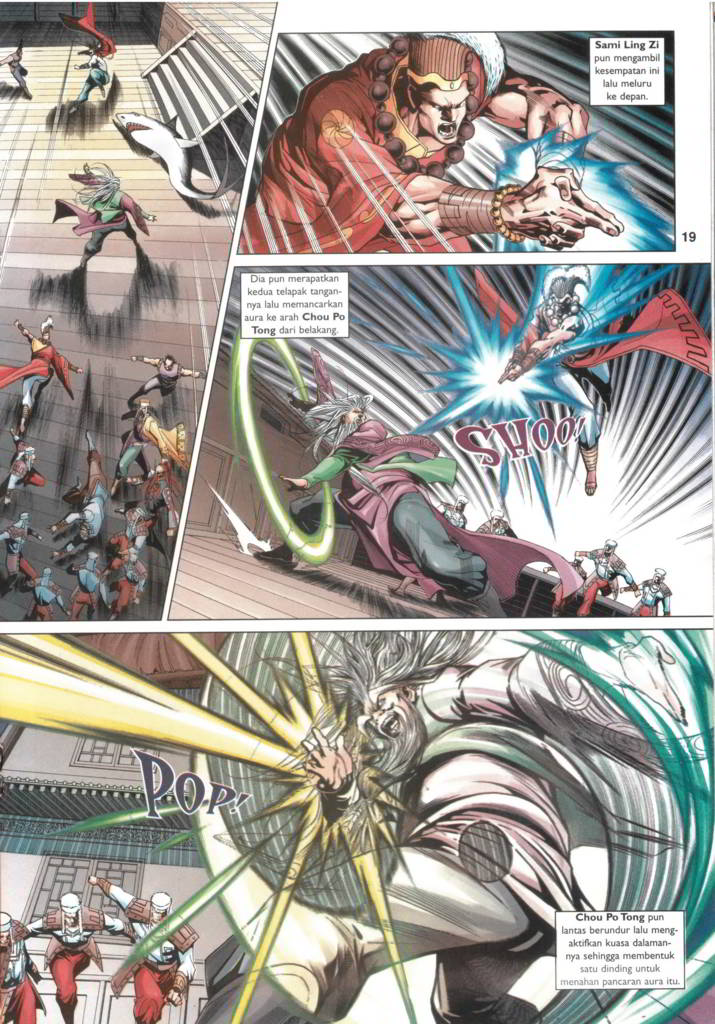 Sami Ling Zi
pun mengambil
kesempatan ini
lalu meluru
ke depan.
19
Dia pun merapatkan
kedua telapak tangan-
nya lalu memancarkan
aura ke arah Chou Po
Tong dari belakang.
SHOO!
POP!
Chou Po Tong pun
lantas berundur lalu meng-
aktifkan kuasa dalaman-
nya sehingga membentuk
satu dinding untuk
menahan pancaran aura itu.